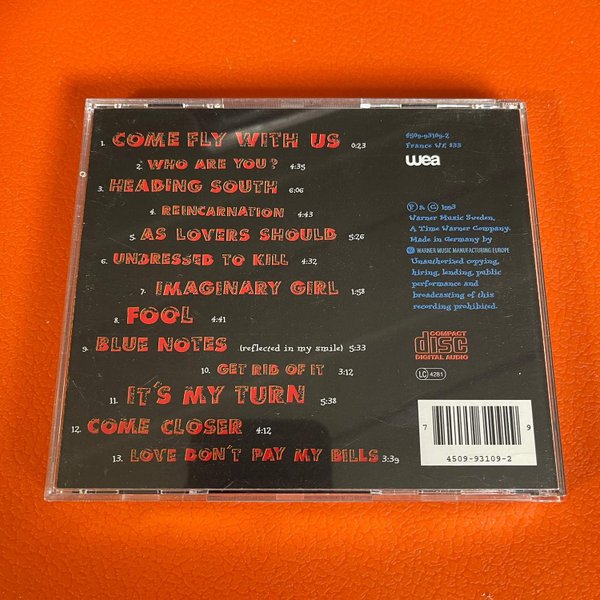 1. COME FLY WITH US 0:23
2. WHO ARE YOU? 4:35
3. HEADING SOUTH 6:06
4. REINCARNATION 4:43
5. AS LOVERS SHOULD 5:26
6. UNDRESSED TO KILL 4:32
7. IMAGINARY GIRL 1:58
8. FOOL 4:41
9. BLUE NOTES (reflected in my smile) 5:33
10. GET RID OF IT 3:12
11. IT'S MY TURN 5:38
12. COME CLOSER 4:12
13. LOVE DON'T PAY MY BILLS 3:39
4509-93109-2
France WE 833
wea
℗ & © 1993
Warner Music Sweden,
A Time Warner Company.
Made in Germany by
WARNER MUSIC MANUFACTURING EUROPE
Unauthorized copying,
hiring, lending, public
performance and
broadcasting of this
recording prohibited.
COMPACT
disc
DIGITAL AUDIO
LC 4281
7 9
4509-93109-2